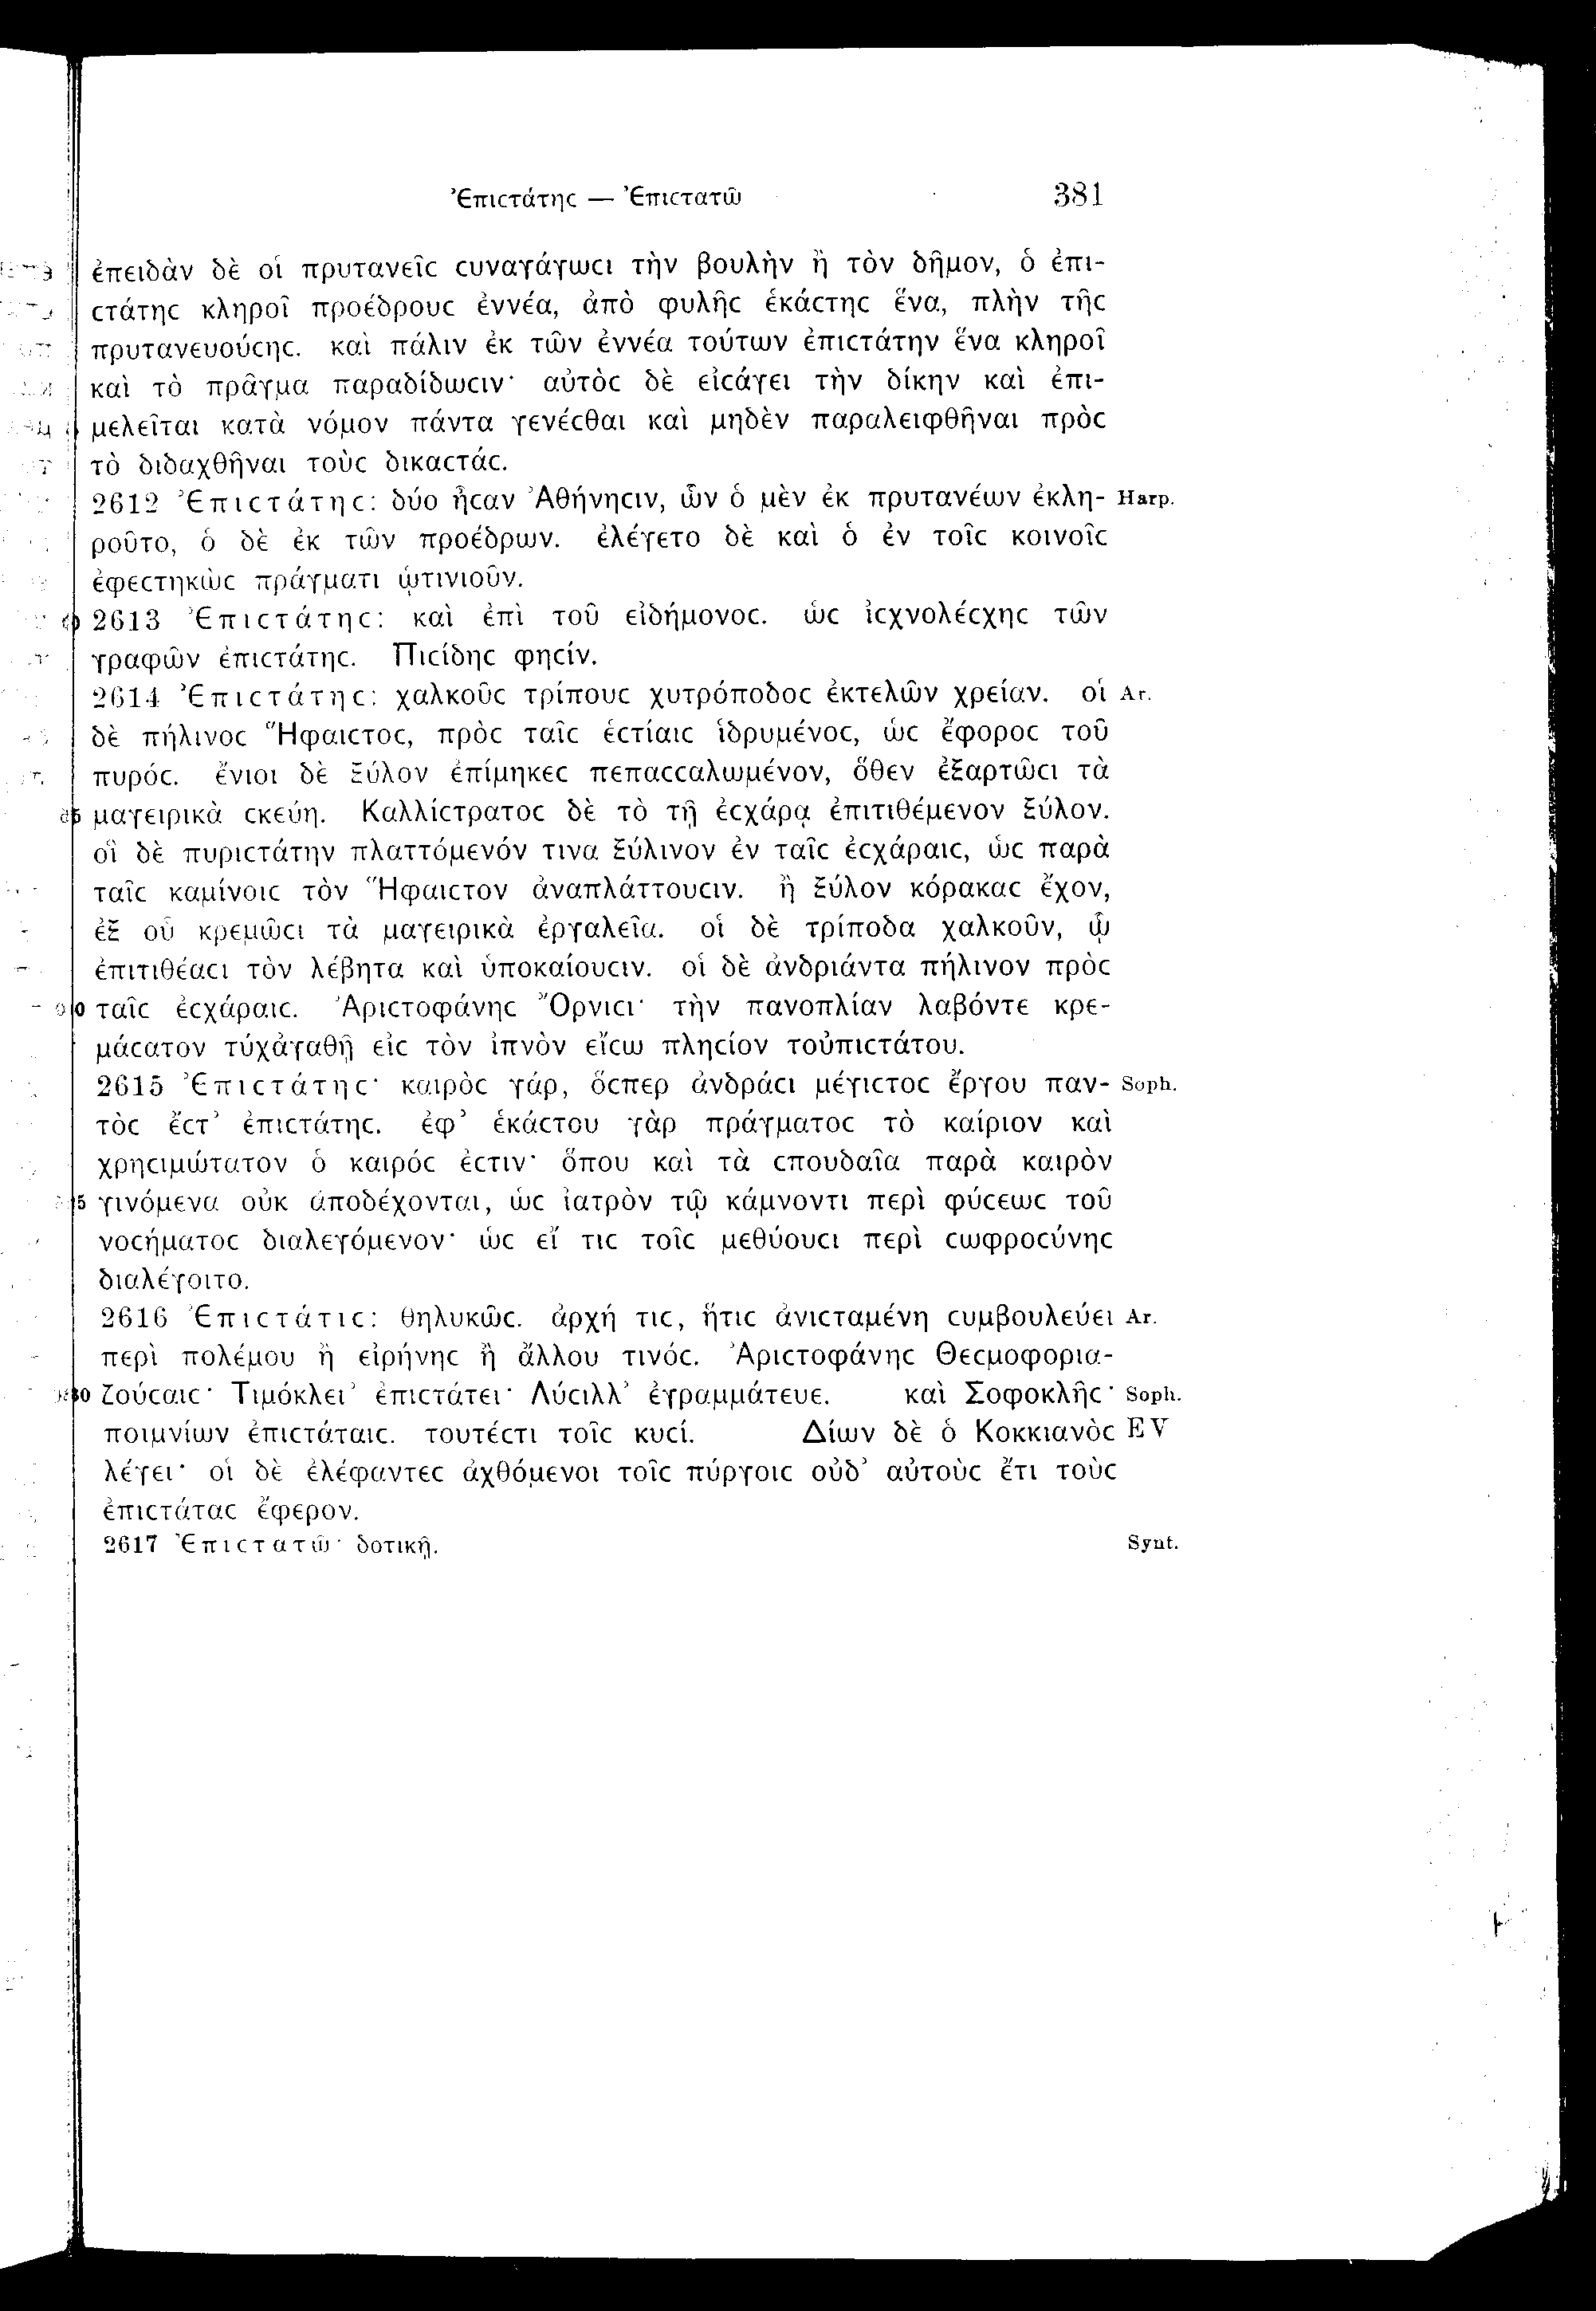 Ἐπιϲτάτηϲ — Ἐπιϲτατῶ 381
ἐπειδὰν δὲ οἱ πρυτανεῖϲ ϲυναγάγωϲι τὴν βουλὴν ἢ τὸν δῆμον, ὁ ἐπι-
ϲτάτηϲ κληροῖ προέδρουϲ ἐννέα, ἀπὸ φυλῆϲ ἑκάϲτηϲ ἕνα, πλὴν τῆϲ
πρυτανευούϲηϲ. καὶ πάλιν ἐκ τῶν ἐννέα τούτων ἐπιϲτάτην ἕνα κληροῖ
καὶ τὸ πρᾶγμα παραδίδωϲιν· αὐτὸϲ δὲ εἰϲάγει τὴν δίκην καὶ ἐπι-
μελεῖται κατὰ νόμον πάντα γενέϲθαι καὶ μηδὲν παραλειφθῆναι πρὸϲ
τὸ διδαχθῆναι τοὺϲ δικαϲτάϲ.
2612 Ἐπιϲτάτηϲ: δύο ἦϲαν Ἀθήνηϲιν, ὧν ὁ μὲν ἐκ πρυτανέων ἐκλη- Harp.
ροῦτο, ὁ δὲ ἐκ τῶν προέδρων. ἐλέγετο δὲ καὶ ὁ ἐν τοῖϲ κοινοῖϲ
ἐφεϲτηκὼϲ πράγματι ᾡτινιοῦν.
2613 Ἐπιϲτάτηϲ: καὶ ἐπὶ τοῦ εἰδήμονοϲ. ὡϲ ἰϲχνολέϲχηϲ τῶν
γραφῶν ἐπιϲτάτηϲ. Πιϲίδηϲ φηϲίν.
2614 Ἐπιϲτάτηϲ: χαλκοῦϲ τρίπουϲ χυτρόποδοϲ ἐκτελῶν χρείαν. οἱ Ar.
δὲ πήλινοϲ Ἥφαιϲτοϲ, πρὸϲ ταῖϲ ἑϲτίαιϲ ἱδρυμένοϲ, ὡϲ ἔφοροϲ τοῦ
πυρόϲ. ἔνιοι δὲ ξύλον ἐπίμηκεϲ πεπαϲϲαλωμένον, ὅθεν ἐξαρτῶϲι τὰ
μαγειρικὰ ϲκεύη. Καλλίϲτρατοϲ δὲ τὸ τῇ ἐϲχάρᾳ ἐπιτιθέμενον ξύλον.
οἳ δὲ πυριϲτάτην πλαττόμενόν τινα ξύλινον ἐν ταῖϲ ἐϲχάραιϲ, ὡϲ παρὰ
ταῖϲ καμίνοιϲ τὸν Ἥφαιϲτον ἀναπλάττουϲιν. ἢ ξύλον κόρακαϲ ἔχον,
ἐξ οὗ κρεμῶϲι τὰ μαγειρικὰ ἐργαλεῖα. οἱ δὲ τρίποδα χαλκοῦν, ᾧ
ἐπιτιθέαϲι τὸν λέβητα καὶ ὑποκαίουϲιν. οἱ δὲ ἀνδριάντα πήλινον πρὸϲ
ταῖϲ ἐϲχάραιϲ. Ἀριϲτοφάνηϲ Ὄρνιϲι· τὴν πανοπλίαν λαβόντε κρε-
μάϲατον τύχἀγαθῇ εἰϲ τὸν ἰπνὸν εἴϲω πληϲίον τοὐπιϲτάτου.
2615 Ἐπιϲτάτηϲ· καιρὸϲ γάρ, ὅϲπερ ἀνδράϲι μέγιϲτοϲ ἔργου παν- Soph.
τὸϲ ἔϲτ’ ἐπιϲτάτηϲ. ἐφ’ ἑκάϲτου γὰρ πράγματοϲ τὸ καίριον καὶ
χρηϲιμώτατον ὁ καιρόϲ ἐϲτιν· ὅπου καὶ τὰ ϲπουδαῖα παρὰ καιρὸν
γινόμενα οὐκ ἀποδέχονται, ὡϲ ἰατρὸν τῷ κάμνοντι περὶ φύϲεωϲ τοῦ
νοϲήματοϲ διαλεγόμενον· ὡϲ εἴ τιϲ τοῖϲ μεθύουϲι περὶ ϲωφροϲύνηϲ
διαλέγοιτο.
2616 Ἐπιϲτάτιϲ: θηλυκῶϲ. ἀρχή τιϲ, ἥτιϲ ἀνιϲταμένη ϲυμβουλεύει Ar.
περὶ πολέμου ἢ εἰρήνηϲ ἢ ἄλλου τινόϲ. Ἀριϲτοφάνηϲ Θεϲμοφορια-
ζούϲαιϲ· Τιμόκλει’ ἐπιϲτάτει· Λύϲιλλ’ ἐγραμμάτευε. καὶ Σοφοκλῆϲ· Soph.
ποιμνίων ἐπιϲτάταιϲ. τουτέϲτι τοῖϲ κυϲί. Δίων δὲ ὁ Κοκκιανὸϲ EV
λέγει· οἱ δὲ ἐλέφαντεϲ ἀχθόμενοι τοῖϲ πύργοιϲ οὐδ’ αὐτοὺϲ ἔτι τοὺϲ
ἐπιϲτάταϲ ἔφερον.
2617 Ἐπιϲτατῶ· δοτικῇ. Synt.